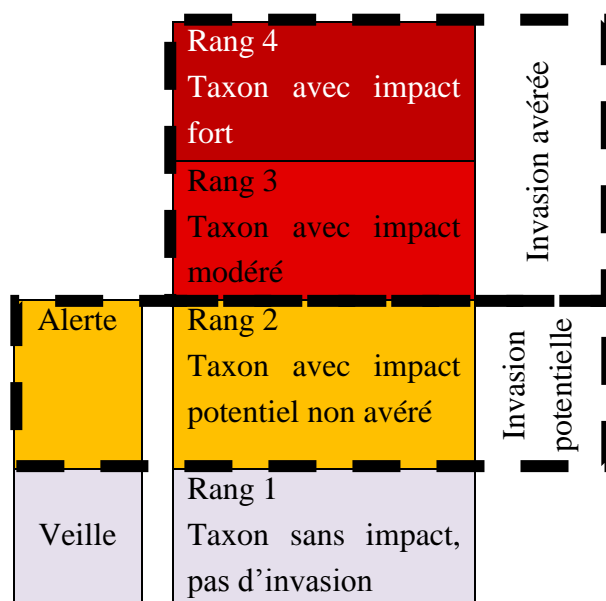 Rang 4
Taxon avec impact
fort
Rang 3
Taxon avec impact
modéré
Invasion avérée
Alerte
Rang 2
Taxon avec impact
potentiel non avéré
Invasion
potentielle
Veille
Rang 1
Taxon sans impact,
pas d’invasion